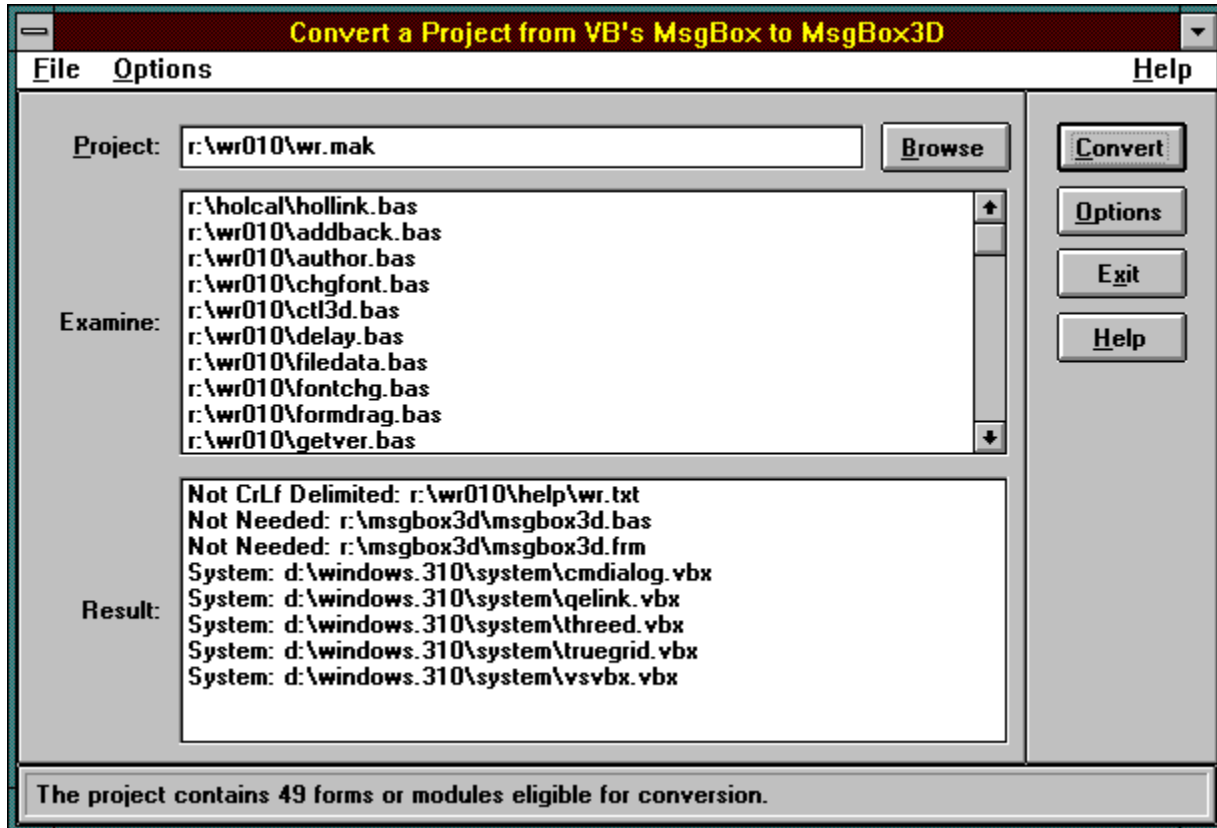 Convert a Project from VB's MsgBox to MsgBox3D
File Options Help
Project: r:\wr010\wr.mak Browse
Convert
Options
Exit
Help
Examine:
r:\holcal\hollink.bas
r:\wr010\addback.bas
r:\wr010\author.bas
r:\wr010\chgfont.bas
r:\wr010\ctl3d.bas
r:\wr010\delay.bas
r:\wr010\filedata.bas
r:\wr010\fontchg.bas
r:\wr010\formdrag.bas
r:\wr010\getver.bas
Result:
Not CrLf Delimited: r:\wr010\help\wr.txt
Not Needed: r:\msgbox3d\msgbox3d.bas
Not Needed: r:\msgbox3d\msgbox3d.frm
System: d:\windows.310\system\cmdialog.vbx
System: d:\windows.310\system\qelink.vbx
System: d:\windows.310\system\threed.vbx
System: d:\windows.310\system\truegrid.vbx
System: d:\windows.310\system\vsvbx.vbx
The project contains 49 forms or modules eligible for conversion.